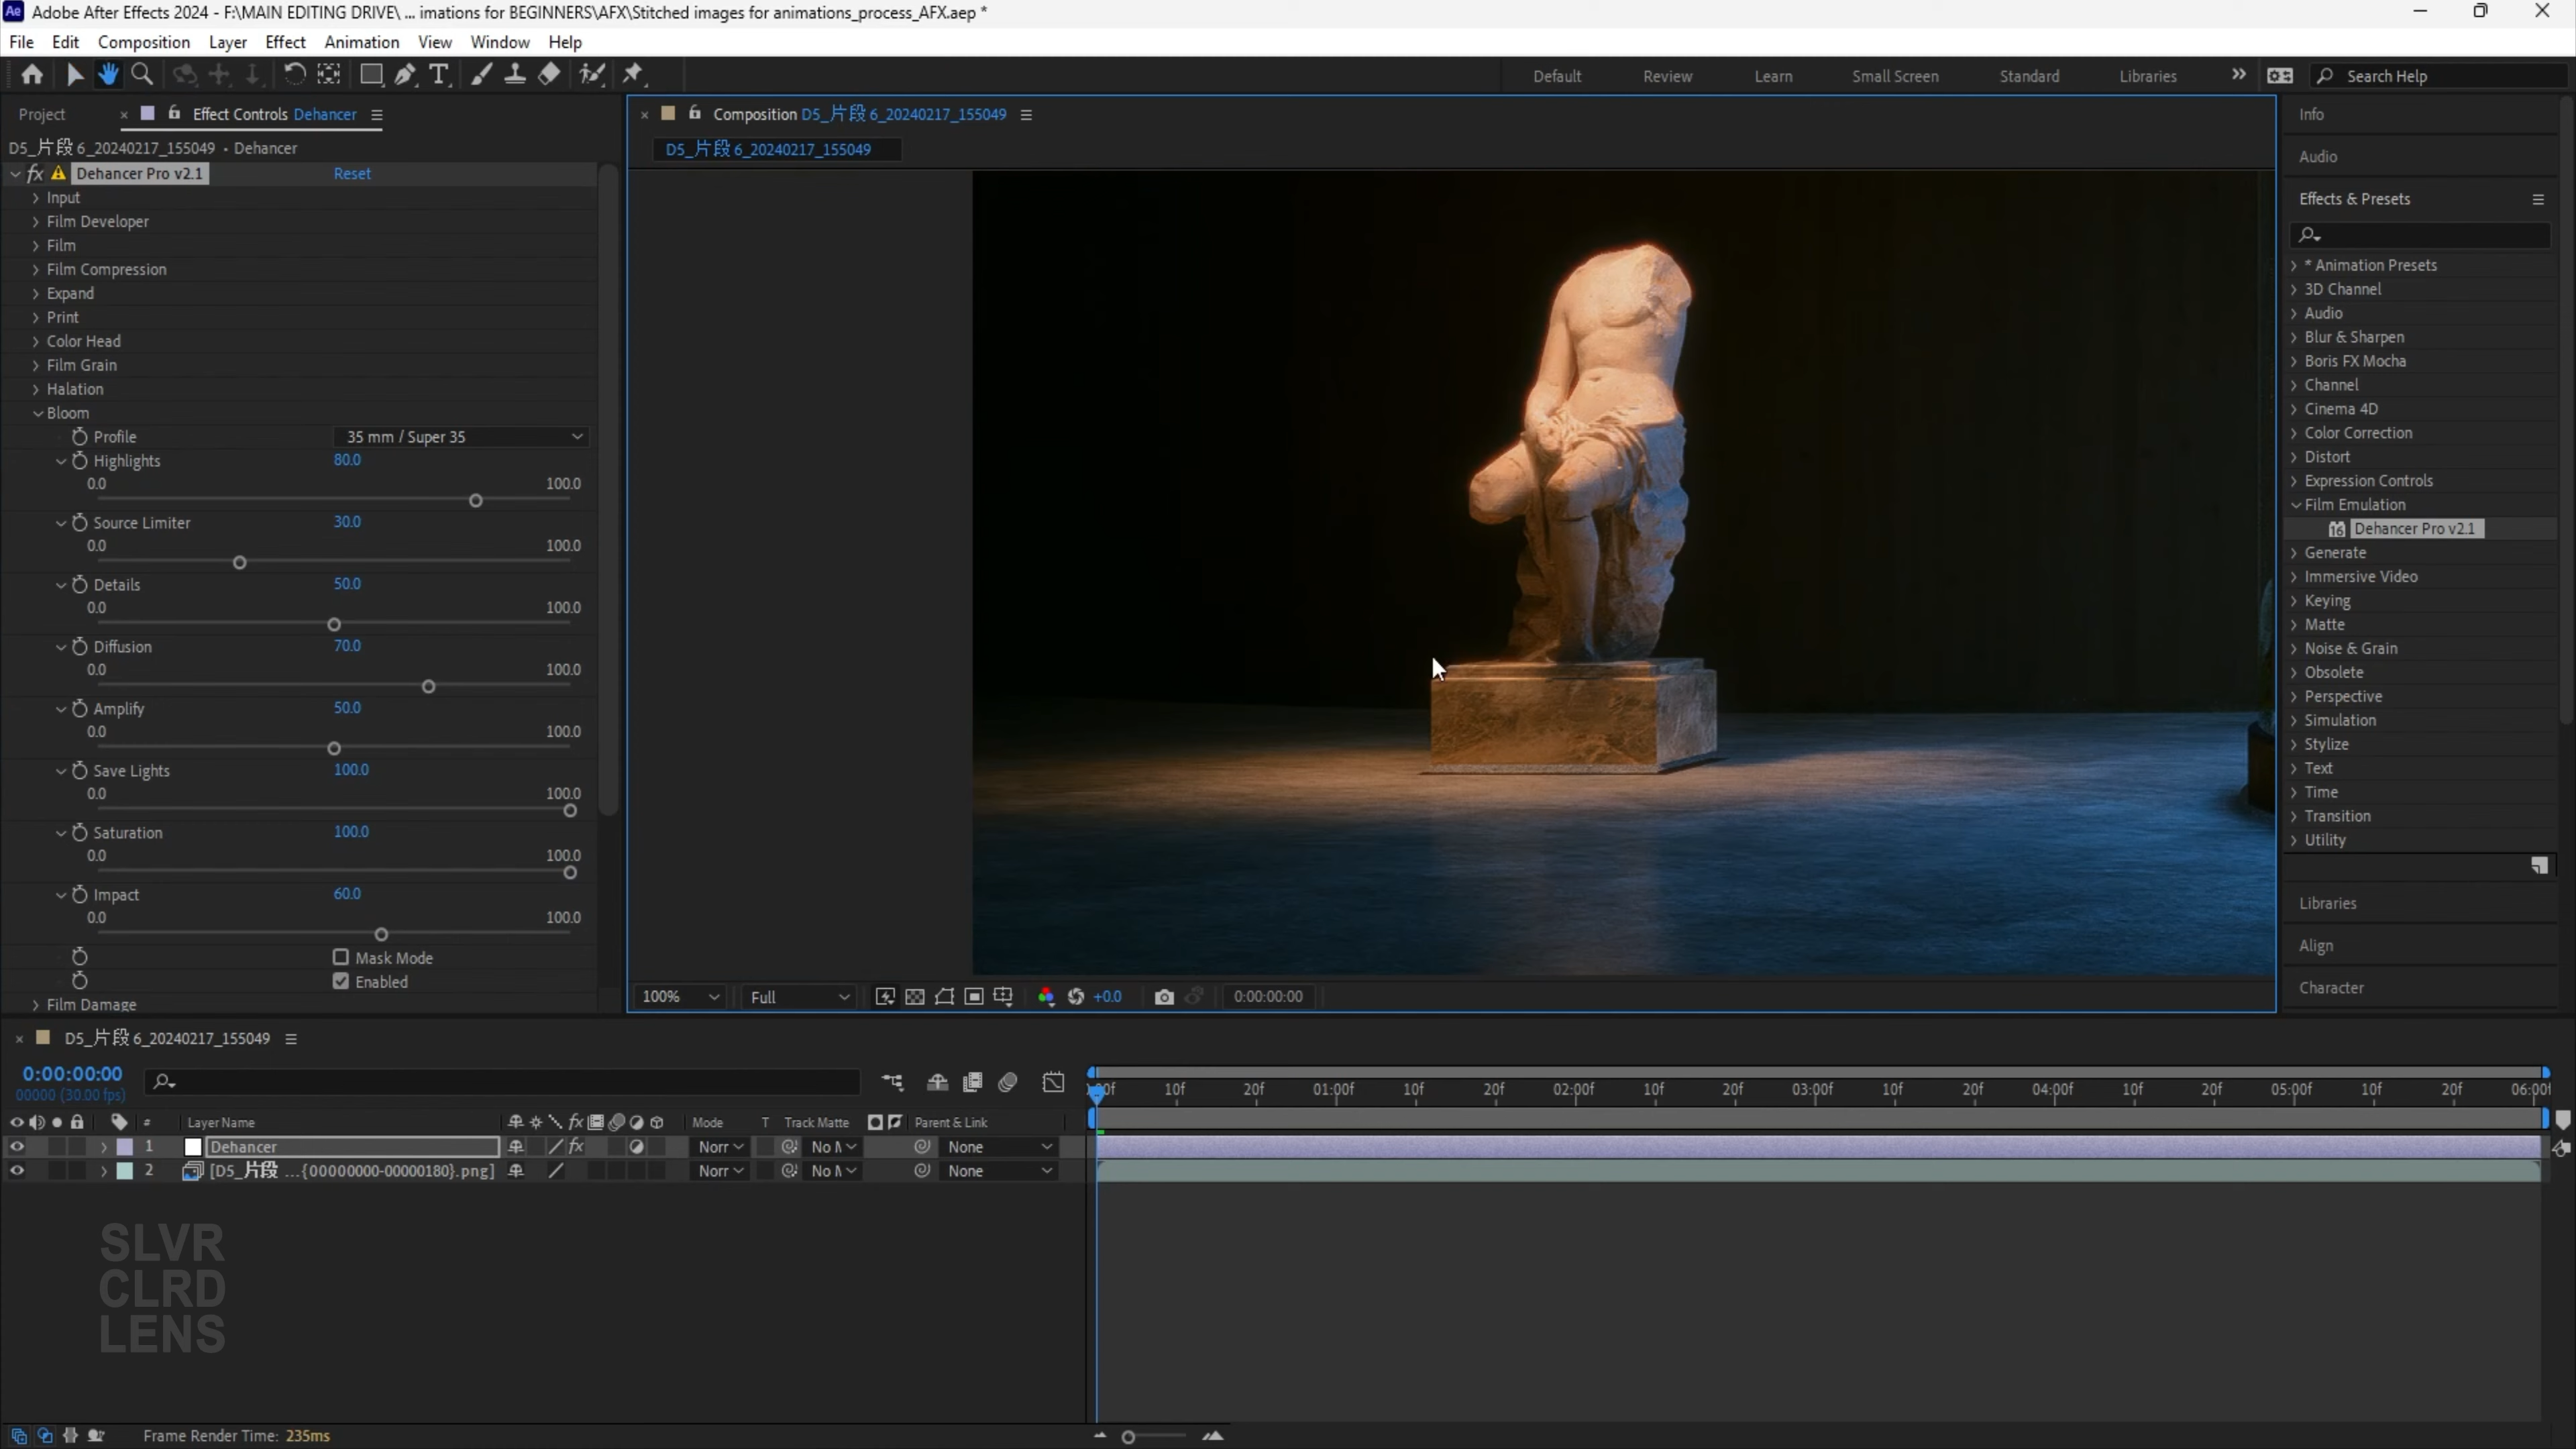 Adobe After Effects 2024 - F:\MAIN EDITING DRIVE\ ... imations for BEGINNERS\AFX\Stitched images for animations_process_AFX.aep *
File Edit Composition Layer Effect Animation View Window Help
Default Review Learn Small Screen Standard Libraries Search Help
Project
Effect Controls Dehancer
D5_片段 6_20240217_155049 • Dehancer
fx Dehancer Pro v2.1 Reset
Input
Film Developer
Film
Film Compression
Expand
Print
Color Head
Film Grain
Halation
Bloom
Profile 35 mm / Super 35
Highlights 80.0
0.0 100.0
Source Limiter 30.0
0.0 100.0
Details 50.0
0.0 100.0
Diffusion 70.0
0.0 100.0
Amplify 50.0
0.0 100.0
Save Lights 100.0
0.0 100.0
Saturation 100.0
0.0 100.0
Impact 60.0
0.0 100.0
Mask Mode
Enabled
Film Damage
Composition D5_片段 6_20240217_155049
D5_片段 6_20240217_155049
100% Full +0.0 0:00:00:00
Info
Audio
Effects & Presets
* Animation Presets
3D Channel
Audio
Blur & Sharpen
Boris FX Mocha
Channel
Cinema 4D
Color Correction
Distort
Expression Controls
Film Emulation
16 Dehancer Pro v2.1
Generate
Immersive Video
Keying
Matte
Noise & Grain
Obsolete
Perspective
Simulation
Stylize
Text
Time
Transition
Utility
Libraries
Align
Character
D5_片段 6_20240217_155049
0:00:00:00
00000 (30.00 fps)
10f 20f 01:00f 10f 20f 02:00f 10f 20f 03:00f 10f 20f 04:00f 10f 20f 05:00f 10f 20f 06:00f
# Layer Name fx Mode T Track Matte Parent & Link
1 Dehancer fx Norr None
2 [D5_片段 ...{00000000-00000180}.png] Norr None
SLVR
CLRD
LENS
Frame Render Time: 235ms